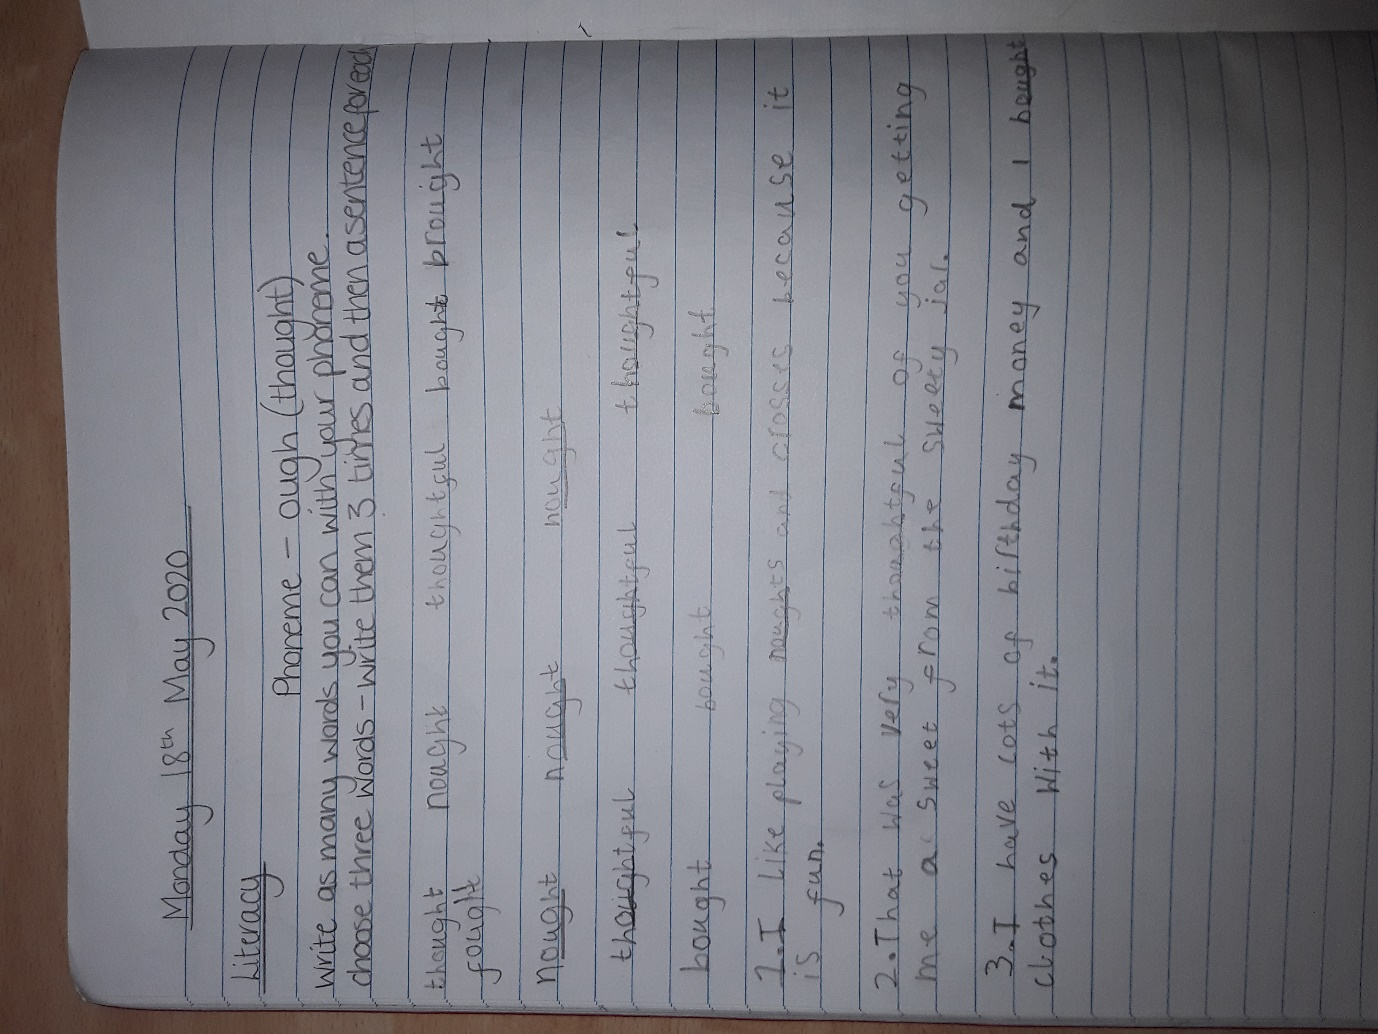 Monday 18th May 2020
Literacy
Phoneme - ough (thought)
Write as many words you can with your phoneme.
choose three words - write them 3 times and then a sentence for each
thought nought thoughtful bought brought
fought
nought nought nought
thoughtful thoughtful thoughtful
bought bought bought
1. I like playing noughts and crosses because it
is fun.
2. That was very thoughtful of you getting
me a sweet from the sweety jar.
3. I have lots of birthday money and I bought
clothes with it.